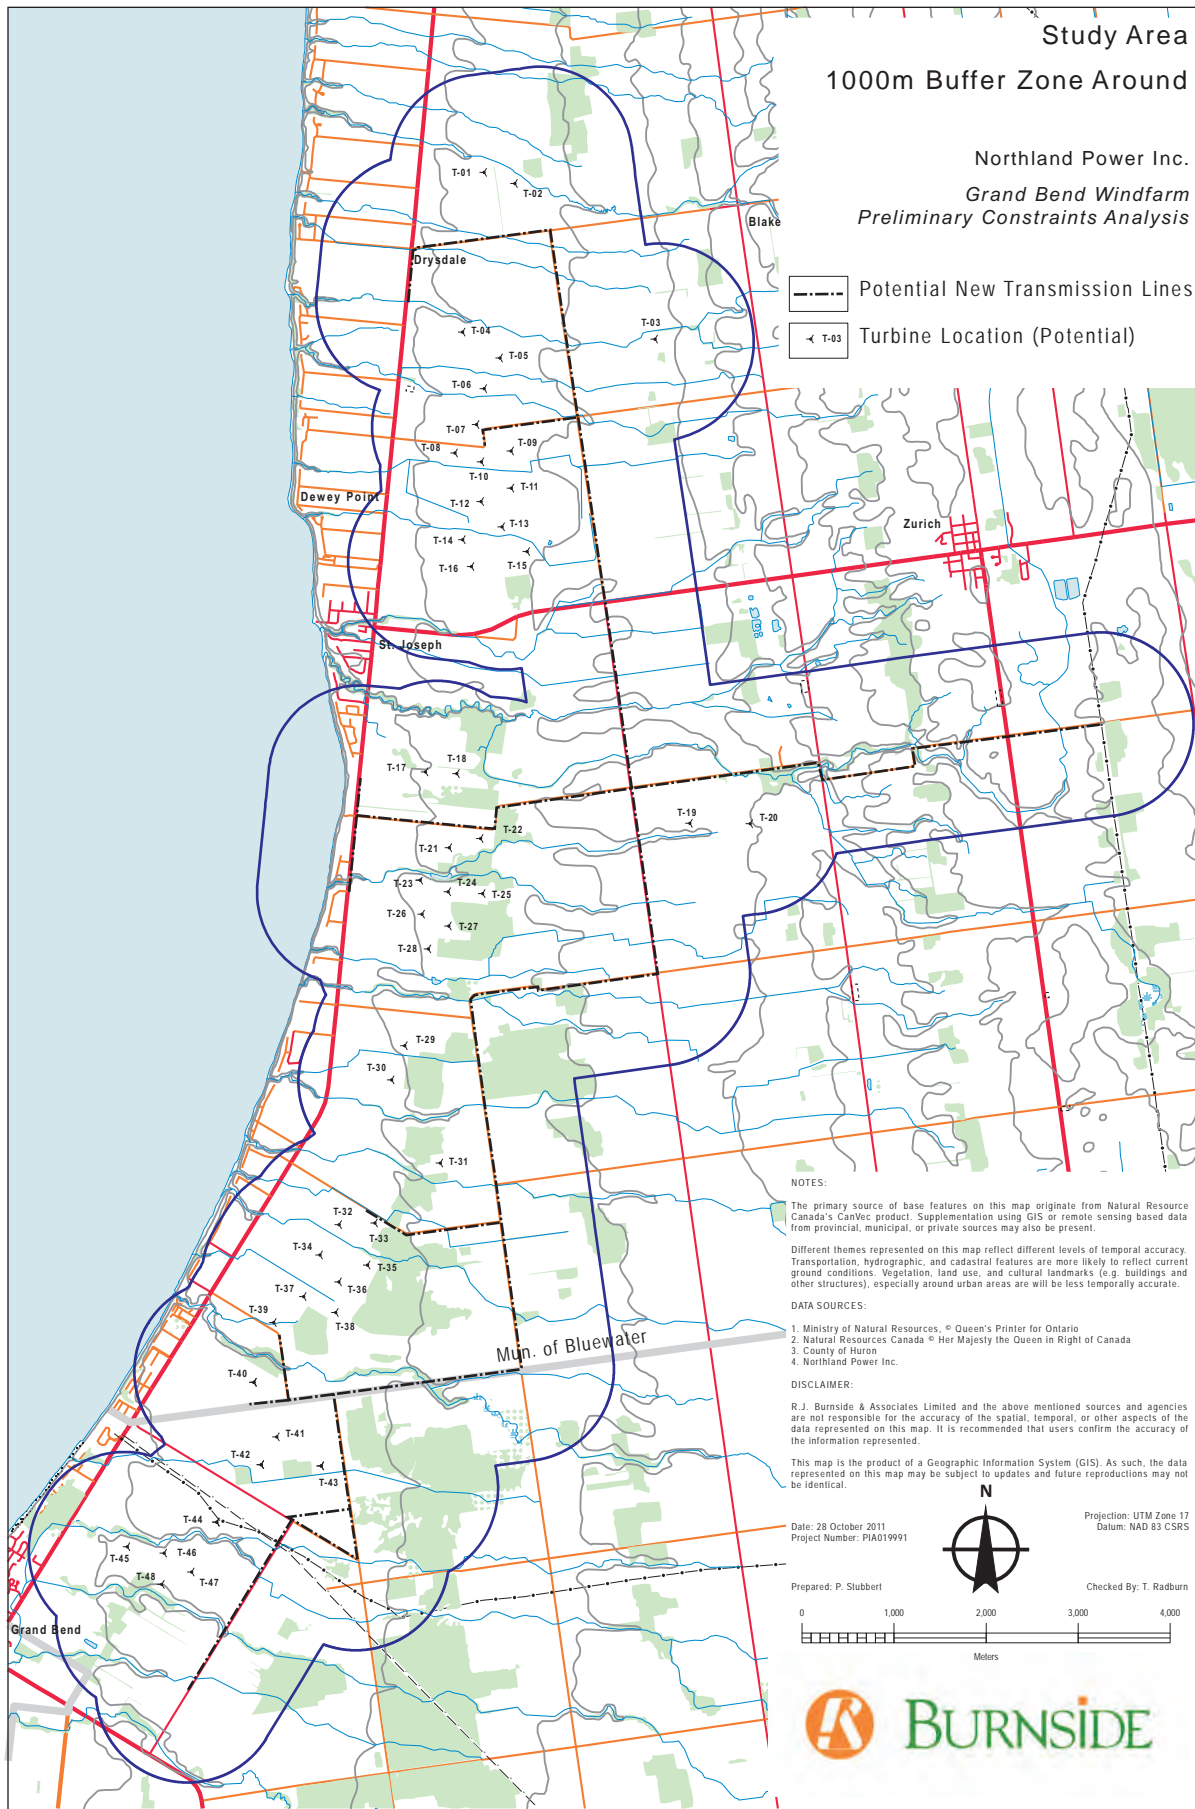 Study Area
1000m Buffer Zone Around
Northland Power Inc.
Grand Bend Windfarm
Preliminary Constraints Analysis
Potential New Transmission Lines
T-03
Turbine Location (Potential)
T-01
T-02
Blake
Drysdale
T-03
T-04
T-05
T-06
T-07
T-08
T-09
T-10
T-11
Dewey Point
T-12
T-13
Zurich
T-14
T-15
T-16
St. Joseph
T-17
T-18
T-19
T-20
T-22
T-21
T-23
T-24
T-25
T-26
T-27
T-28
T-29
T-30
T-31
T-32
T-33
T-34
T-35
T-36
T-37
T-39
T-38
Mun. of Bluewater
T-40
T-41
T-42
T-43
T-44
T-45
T-46
T-47
T-48
Grand Bend
NOTES:
The primary source of base features on this map originate from Natural Resource
Canada's CanVec product. Supplementation using GIS or remote sensing based data
from provincial, municipal, or private sources may also be present.
Different themes represented on this map reflect different levels of temporal accuracy.
Transportation, hydrographic, and cadastral features are more likely to reflect current
ground conditions. Vegetation, land use, and cultural landmarks (e.g. buildings and
other structures), especially around urban areas are will be less temporally accurate.
DATA SOURCES:
1. Ministry of Natural Resources, © Queen's Printer for Ontario
2. Natural Resources Canada © Her Majesty the Queen in Right of Canada
3. County of Huron
4. Northland Power Inc.
DISCLAIMER:
R.J. Burnside & Associates Limited and the above mentioned sources and agencies
are not responsible for the accuracy of the spatial, temporal, or other aspects of the
data represented on this map. It is recommended that users confirm the accuracy of
the information represented.
This map is the product of a Geographic Information System (GIS). As such, the data
represented on this map may be subject to updates and future reproductions may not
be identical.
N
Date: 28 October 2011
Project Number: PIA019991
Projection: UTM Zone 17
Datum: NAD 83 CSRS
Prepared: P. Slubbert
Checked By: T. Radburn
0 1,000 2,000 3,000 4,000
Meters
BURNSIDE